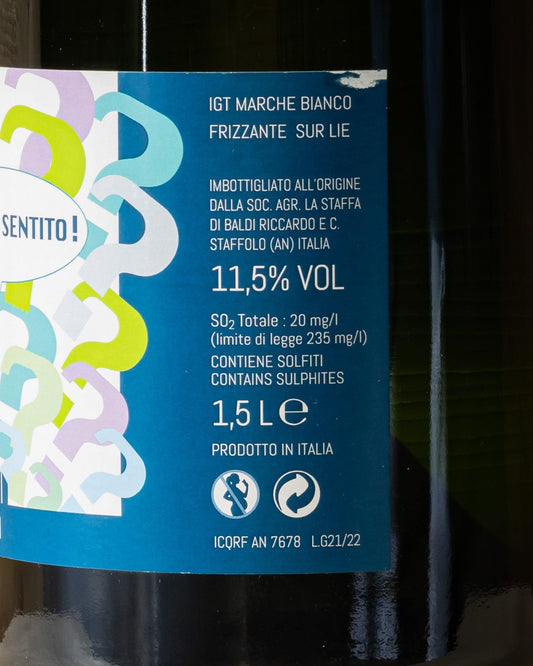 SENTITO!
IGT MARCHE BIANCO
FRIZZANTE SUR LIE
IMBOTTIGLIATO ALL'ORIGINE
DALLA SOC. AGR. LA STAFFA
DI BALDI RICCARDO E C.
STAFFOLO (AN) ITALIA
11,5% VOL
SO₂ Totale : 20 mg/l
(limite di legge 235 mg/l)
CONTIENE SOLFITI
CONTAINS SULPHITES
1,5 L ℮
PRODOTTO IN ITALIA
ICQRF AN 7678 L.G21/22